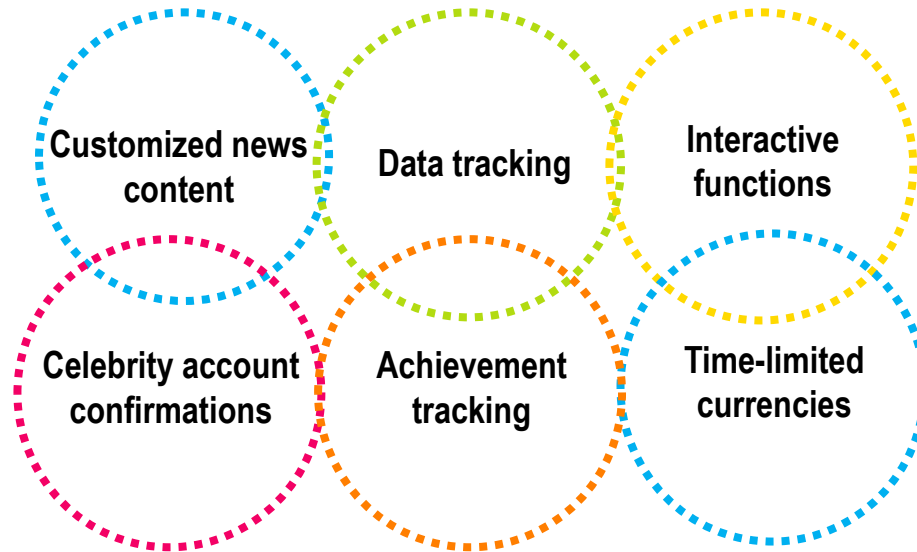 Customized news
content
Data tracking
Interactive
functions
Celebrity account
confirmations
Achievement
tracking
Time-limited
currencies